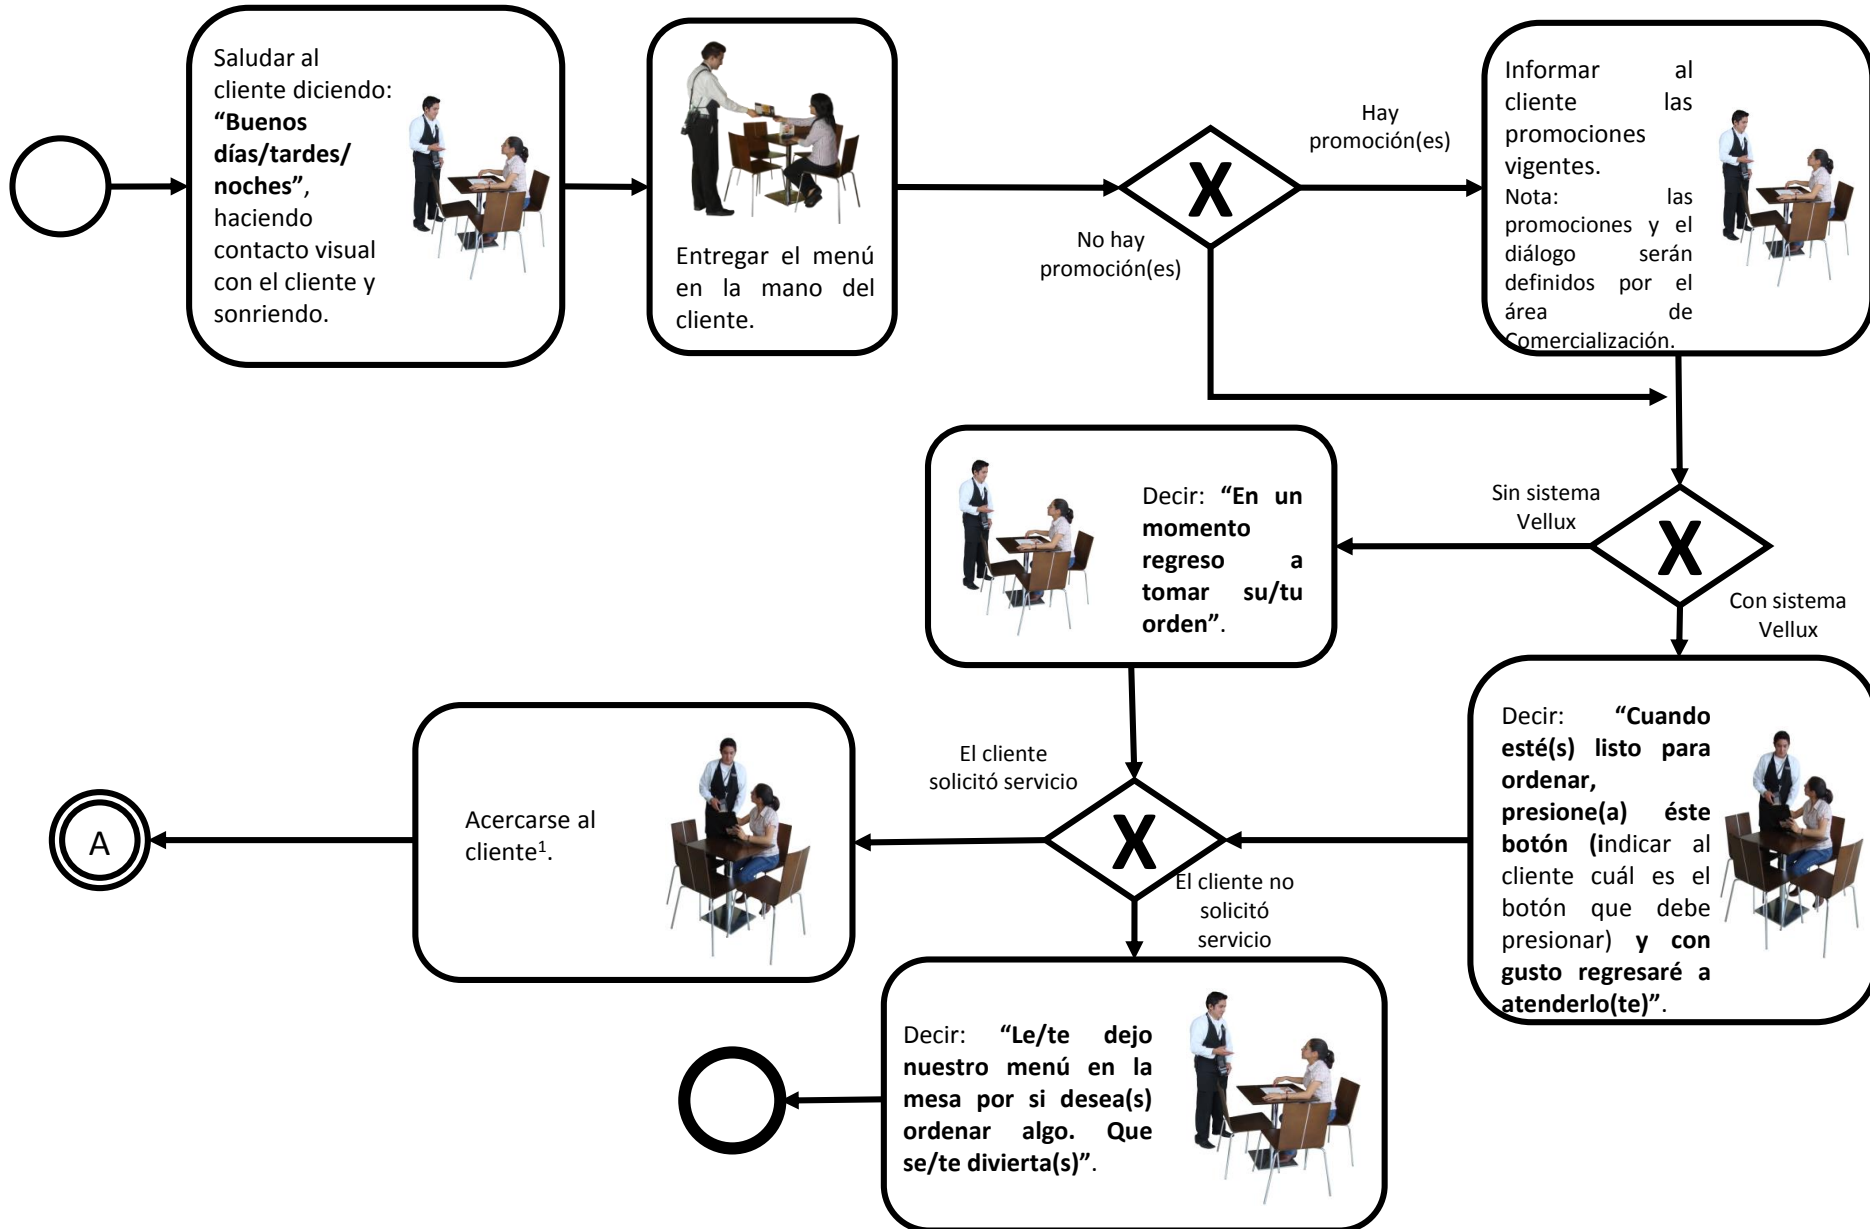 Saludar al
cliente diciendo:
“Buenos
días/tardes/
noches”,
haciendo
contacto visual
con el cliente y
sonriendo.
Entregar el menú
en la mano del
cliente.
X
Hay
promoción(es)
No hay
promoción(es)
Informar al
cliente las
promociones
vigentes.
Nota: las
promociones y el
diálogo serán
definidos por el
área de
Comercialización.
Decir: “En un
momento
regreso a
tomar su/tu
orden”.
Sin sistema
Vellux
X
Con sistema
Vellux
Decir: “Cuando
esté(s) listo para
ordenar,
presione(a) éste
botón (indicar al
cliente cuál es el
botón que debe
presionar) y con
gusto regresaré a
atenderlo(te)”.
El cliente
solicitó servicio
X
El cliente no
solicitó
servicio
Acercarse al
cliente1.
A
Decir: “Le/te dejo
nuestro menú en la
mesa por si desea(s)
ordenar algo. Que
se/te divierta(s)”.